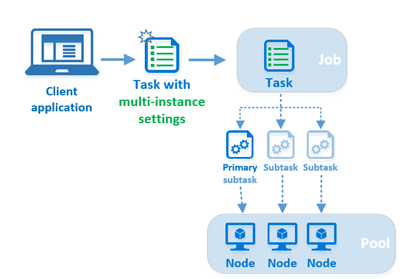 Job
Task
Client
application
Task with
multi-instance
settings
Primary
subtask
Subtask
Subtask
Pool
Node
Node
Node